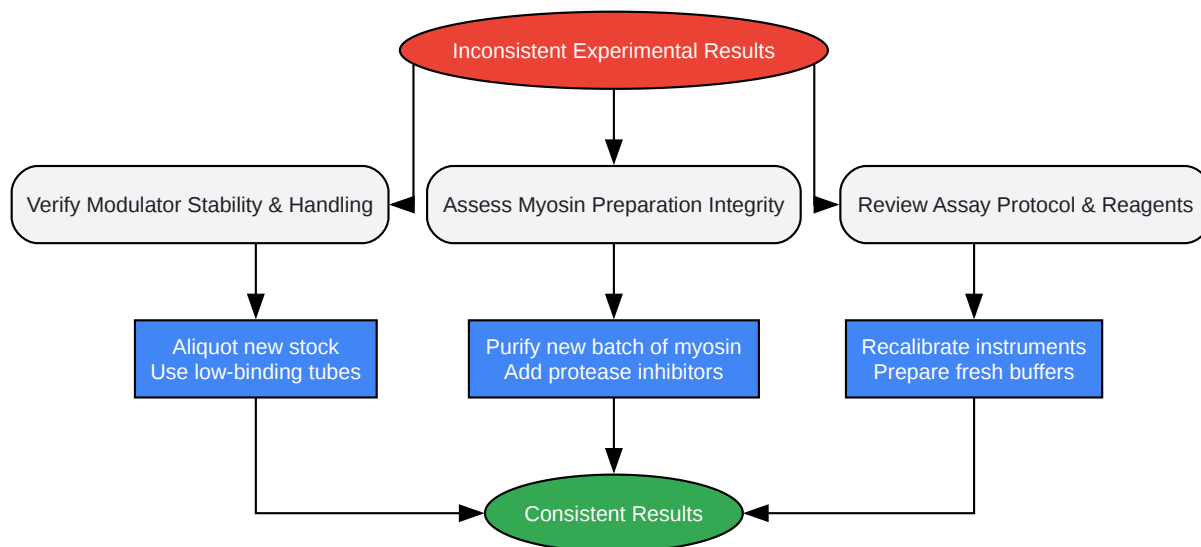 Inconsistent Experimental Results
Verify Modulator Stability & Handling
Assess Myosin Preparation Integrity
Review Assay Protocol & Reagents
Aliquot new stock
Use low-binding tubes
Purify new batch of myosin
Add protease inhibitors
Recalibrate instruments
Prepare fresh buffers
Consistent Results